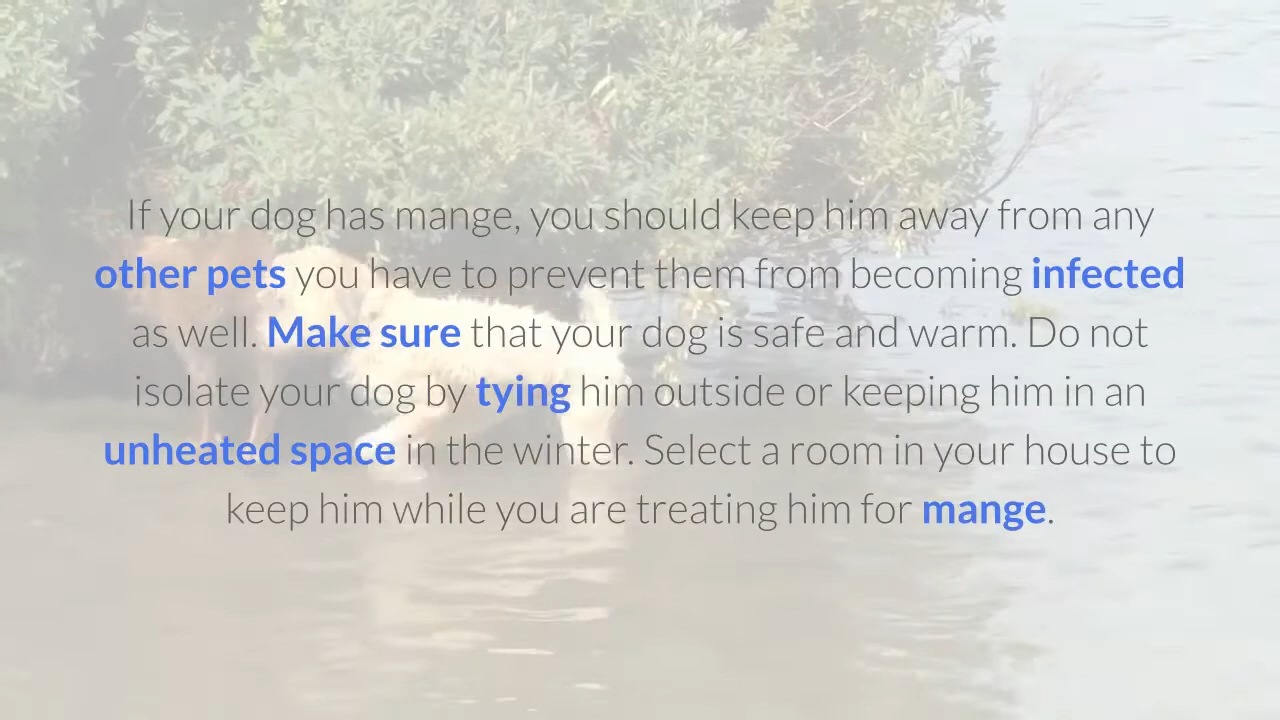 If your dog has mange, you should keep him away from any
other pets you have to prevent them from becoming infected
as well. Make sure that your dog is safe and warm. Do not
isolate your dog by tying him outside or keeping him in an
unheated space in the winter. Select a room in your house to
keep him while you are treating him for mange.